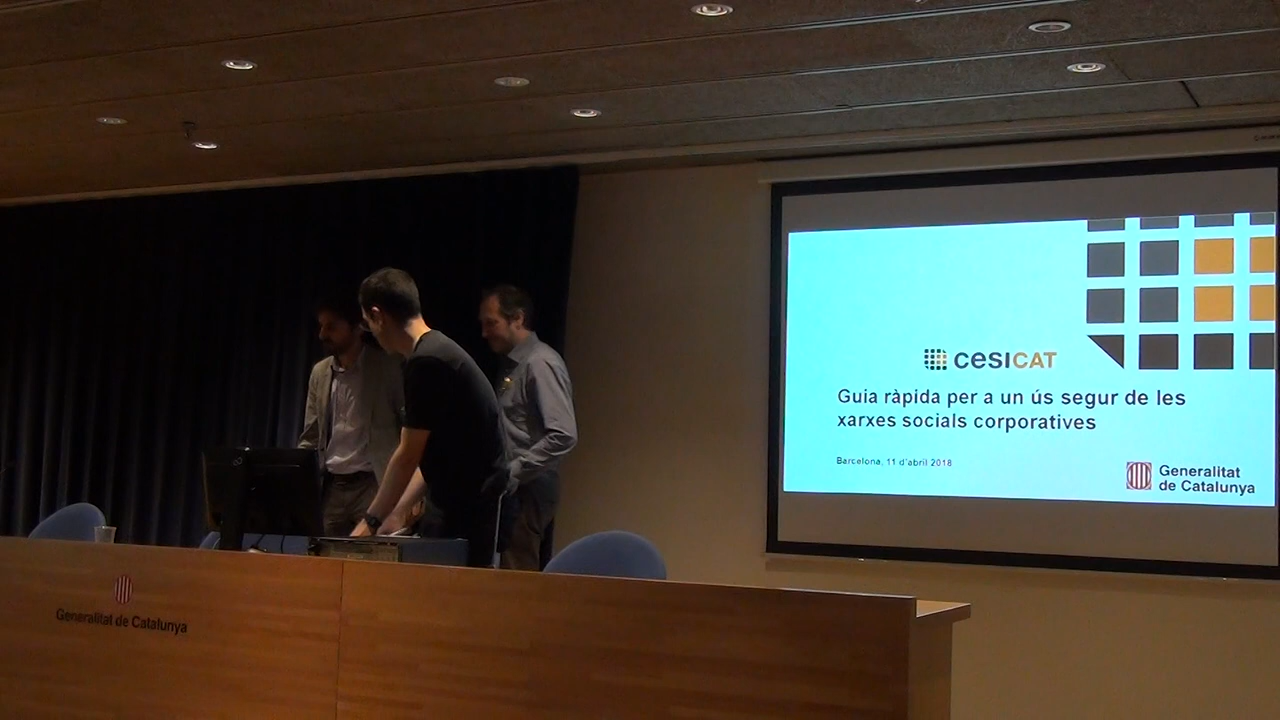 cesICAT
Guia ràpida per a un ús segur de les
xarxes socials corporatives
Barcelona, 11 d'abril 2018
Generalitat
de Catalunya
Generalitat de Catalunya